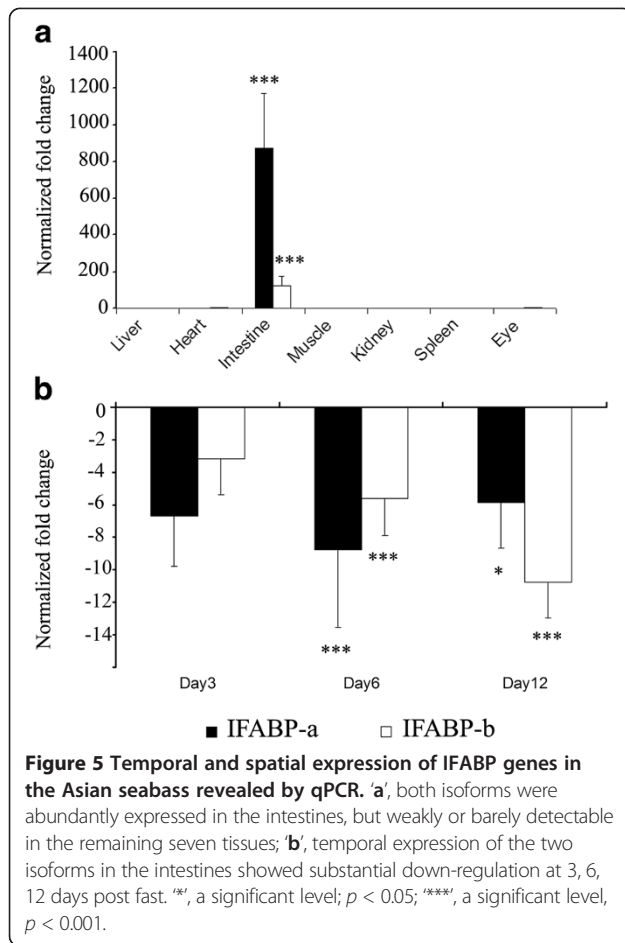 a
1400
1200
1000
800
600
400
200
0
Normalized fold change
***
***
Liver
Heart
Intestine
Muscle
Kidney
Spleen
Eye
b
0
-2
-4
-6
-8
-10
-12
-14
Normalized fold change
***
***
*
***
Day3
Day6
Day12
IFABP-a
IFABP-b
Figure 5 Temporal and spatial expression of IFABP genes in
the Asian seabass revealed by qPCR. ‘a’, both isoforms were
abundantly expressed in the intestines, but weakly or barely detectable
in the remaining seven tissues; ‘b’, temporal expression of the two
isoforms in the intestines showed substantial down-regulation at 3, 6,
12 days post fast. ‘*’, a significant level; p < 0.05; ‘***’, a significant level,
p < 0.001.